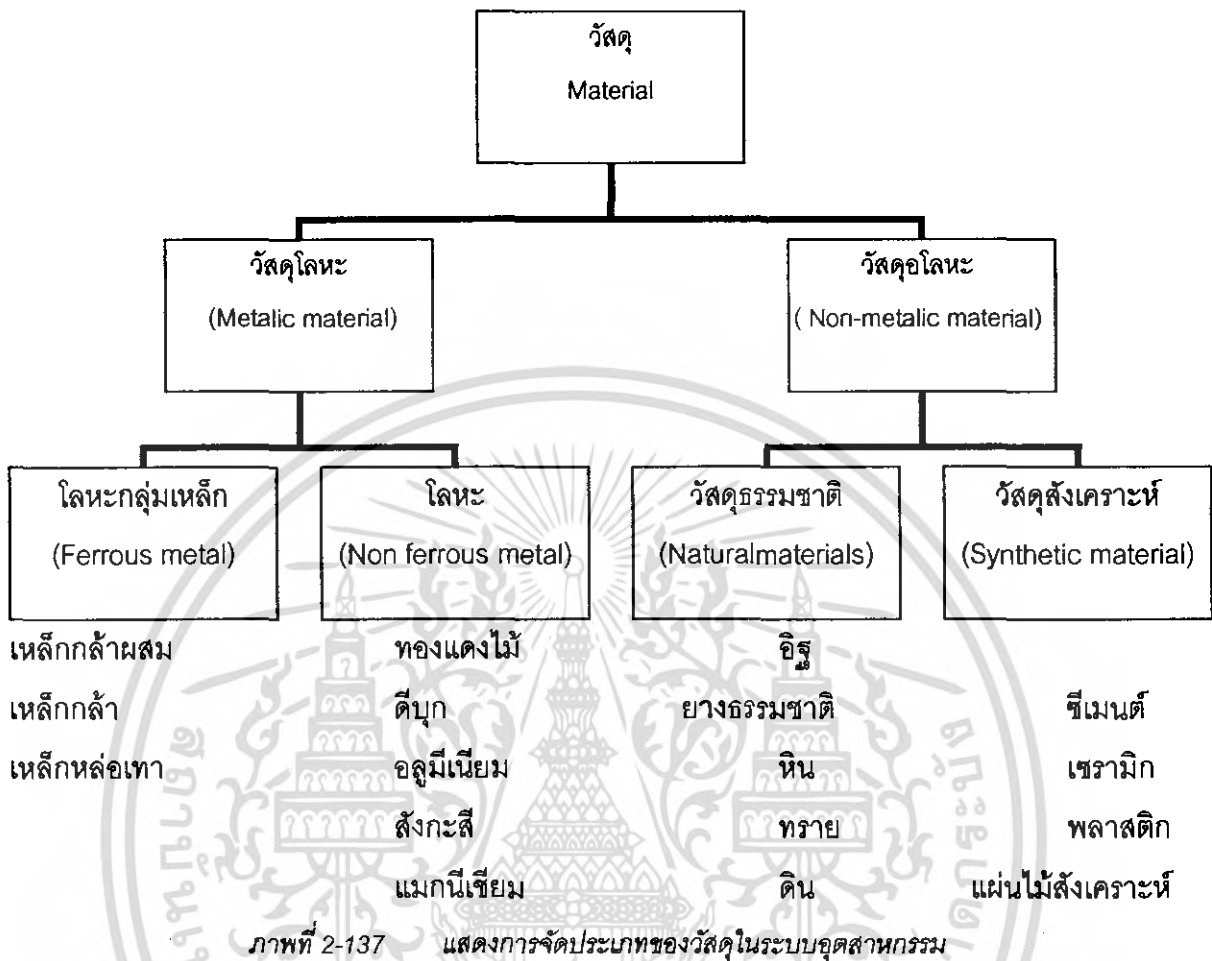 วัสดุ
Material
วัสดุโลหะ
(Metalic material)
วัสดุอโลหะ
( Non-metalic material)
โลหะกลุ่มเหล็ก
(Ferrous metal)
โลหะ
(Non ferrous metal)
วัสดุธรรมชาติ
(Naturalmaterials)
วัสดุสังเคราะห์
(Synthetic material)
เหล็กกล้าผสม ทองแดงไม้ อิฐ
เหล็กกล้า ดีบุก ยางธรรมชาติ ซีเมนต์
เหล็กหล่อเทา อลูมีเนียม หิน เซรามิก
สังกะสี ทราย พลาสติก
แมกนีเซียม ดิน แผ่นไม้สังเคราะห์
ภาพที่ 2-137 แสดงการจัดประเภทของวัสดุในระบบอุตสาหกรรม